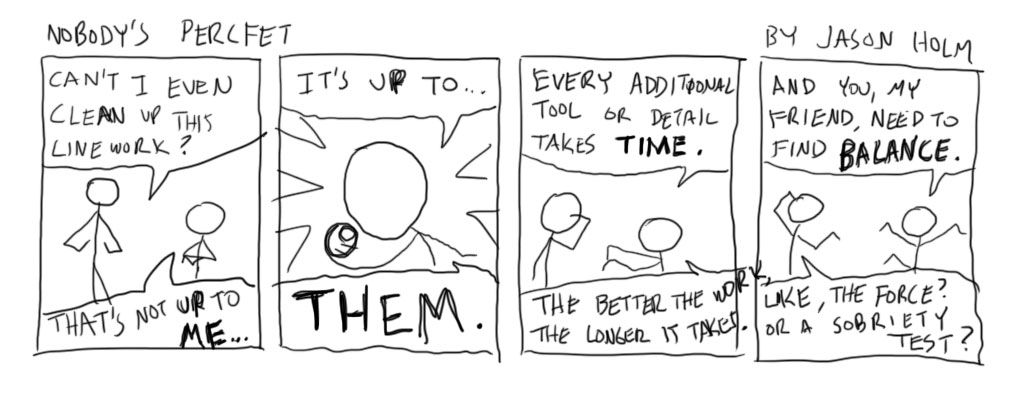 NOBODY'S PERCFET
BY JASON HOLM
CAN'T I EVEN
CLEAN UP THIS
LINE WORK?
THAT'S NOT UP TO
ME...
IT'S UP TO...
THEM.
EVERY ADDITIONAL
TOOL OR DETAIL
TAKES TIME.
THE BETTER THE WORK,
THE LONGER IT TAKES.
AND YOU, MY
FRIEND, NEED TO
FIND BALANCE.
LIKE, THE FORCE?
OR A SOBRIETY
TEST?